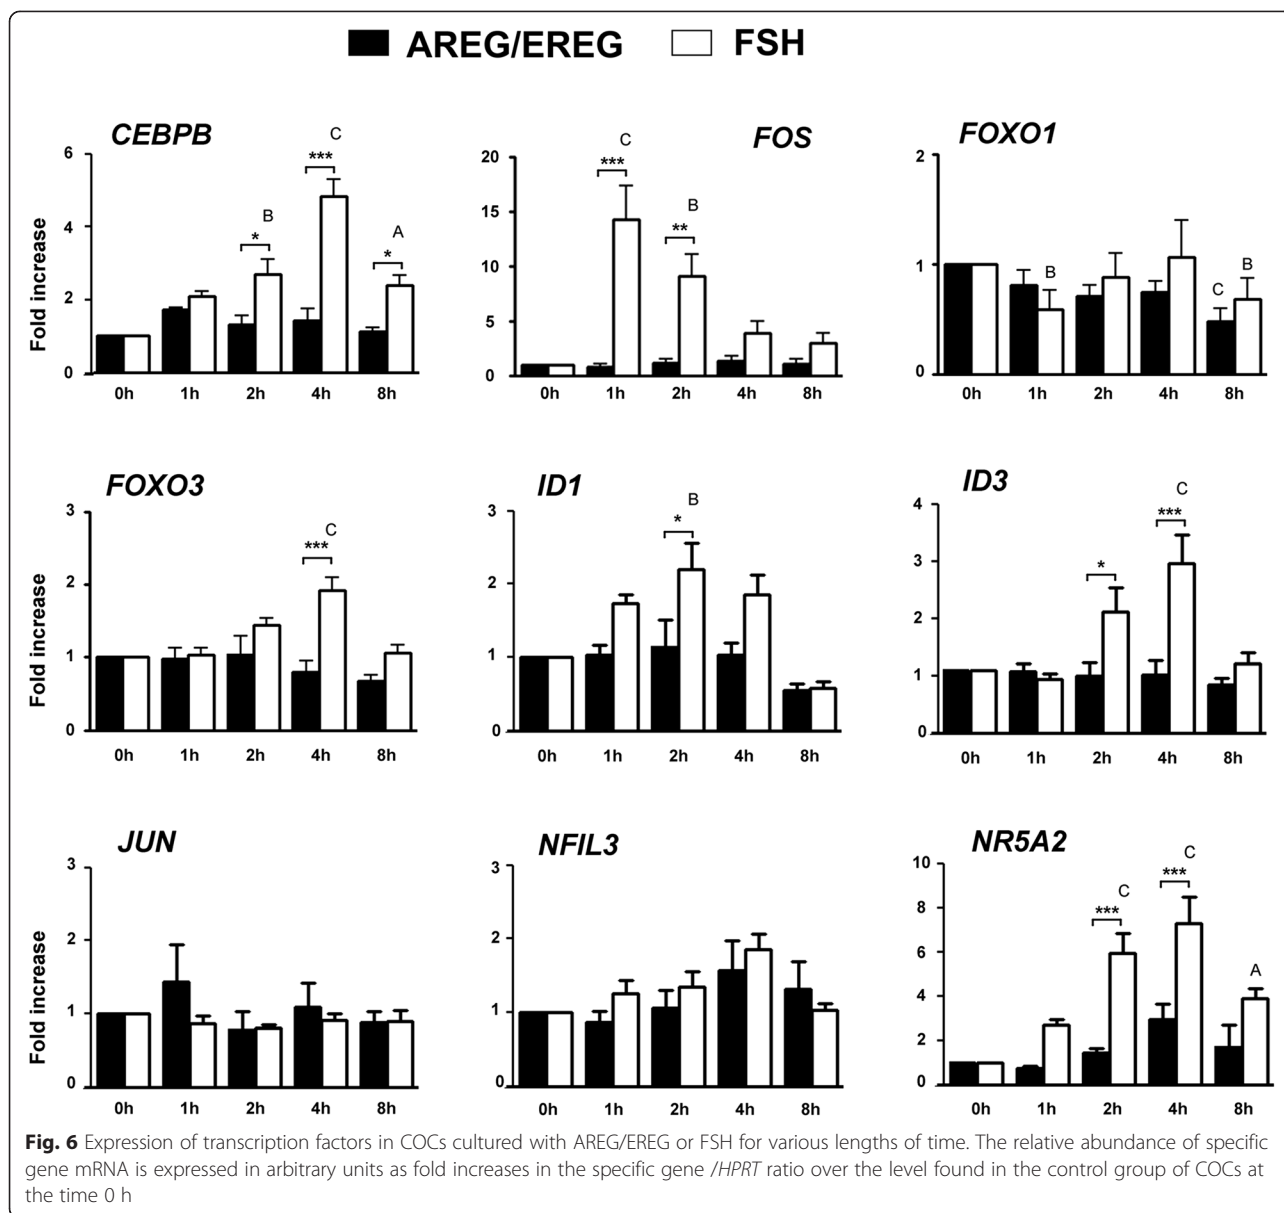 AREG/EREG FSH
CEBPB
Fold increase
6
4
2
0
* B
*** C
* A
0h 1h 2h 4h 8h
FOS
20
15
10
5
0
*** C
** B
0h 1h 2h 4h 8h
FOXO1
2
1
0
B
C B
0h 1h 2h 4h 8h
FOXO3
Fold increase
3
2
1
0
*** C
0h 1h 2h 4h 8h
ID1
3
2
1
0
* B
0h 1h 2h 4h 8h
ID3
4
3
2
1
0
*
*** C
0h 1h 2h 4h 8h
JUN
Fold increase
3
2
1
0
0h 1h 2h 4h 8h
NFIL3
3
2
1
0
0h 1h 2h 4h 8h
NR5A2
10
8
6
4
2
0
*** C
*** C
A
0h 1h 2h 4h 8h
Fig. 6 Expression of transcription factors in COCs cultured with AREG/EREG or FSH for various lengths of time. The relative abundance of specific
gene mRNA is expressed in arbitrary units as fold increases in the specific gene /HPRT ratio over the level found in the control group of COCs at
the time 0 h